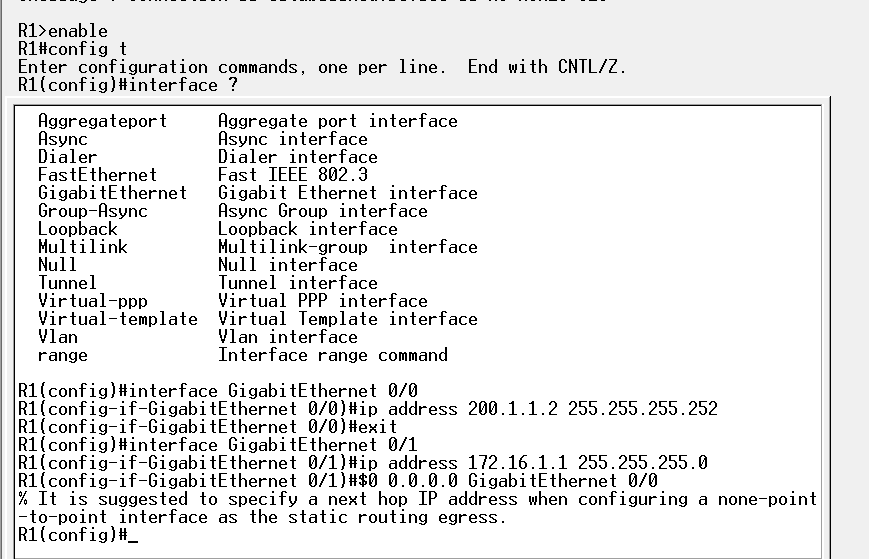 R1>enable
R1#config t
Enter configuration commands, one per line.  End with CNTL/Z.
R1(config)#interface ?
Aggregateport     Aggregate port interface
Async             Async interface
Dialer            Dialer interface
FastEthernet      Fast IEEE 802.3
GigabitEthernet   Gigabit Ethernet interface
Group-Async       Async Group interface
Loopback          Loopback interface
Multilink         Multilink-group  interface
Null              Null interface
Tunnel            Tunnel interface
Virtual-ppp       Virtual PPP interface
Virtual-template  Virtual Template interface
Vlan              Vlan interface
range             Interface range command
R1(config)#interface GigabitEthernet 0/0
R1(config-if-GigabitEthernet 0/0)#ip address 200.1.1.2 255.255.255.252
R1(config-if-GigabitEthernet 0/0)#exit
R1(config)#interface GigabitEthernet 0/1
R1(config-if-GigabitEthernet 0/1)#ip address 172.16.1.1 255.255.255.0
R1(config-if-GigabitEthernet 0/1)#$0 0.0.0.0 GigabitEthernet 0/0
% It is suggested to specify a next hop IP address when configuring a none-point
-to-point interface as the static routing egress.
R1(config)#_